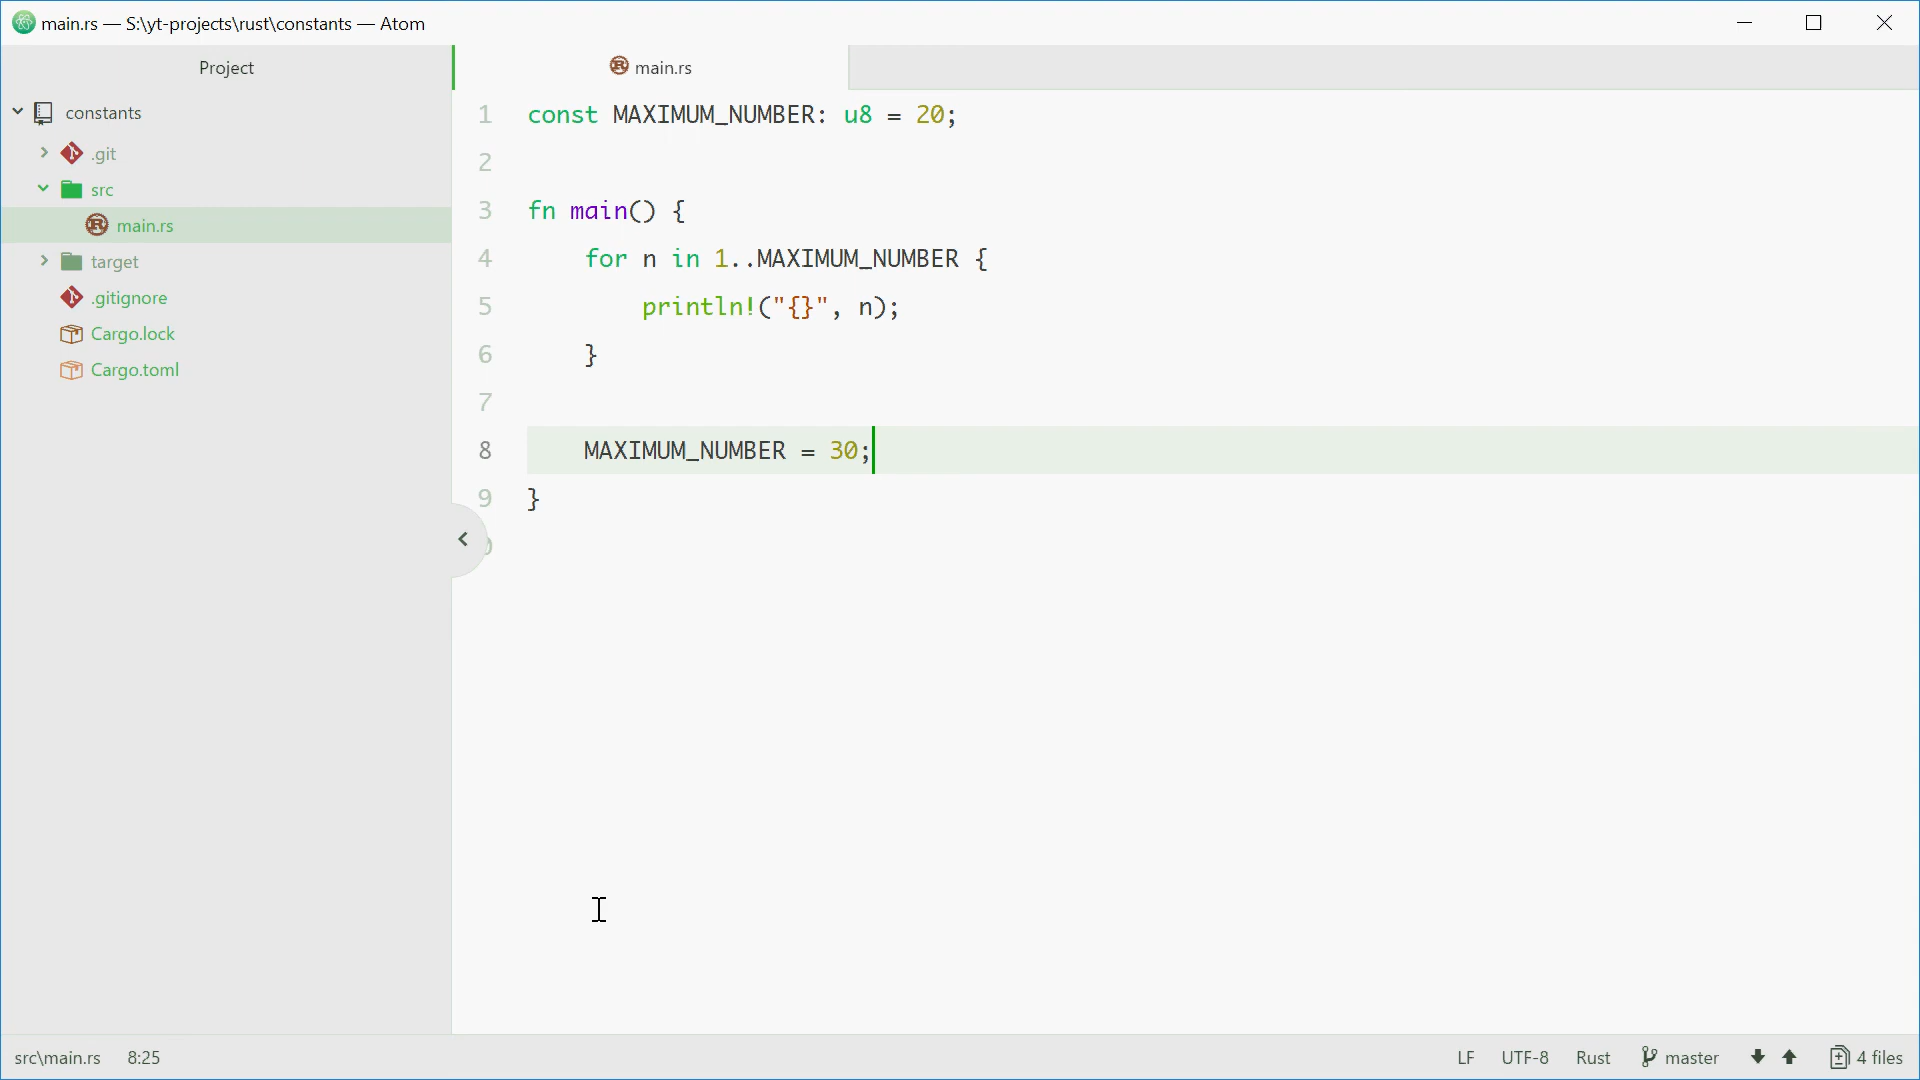 main.rs — S:\yt-projects\rust\constants — Atom
Project
constants
.git
src
main.rs
target
.gitignore
Cargo.lock
Cargo.toml
main.rs
1 const MAXIMUM_NUMBER: u8 = 20;
2
3 fn main() {
4     for n in 1..MAXIMUM_NUMBER {
5         println!("{}", n);
6     }
7
8     MAXIMUM_NUMBER = 30;
9 }
src\main.rs 8:25 LF UTF-8 Rust master 4 files